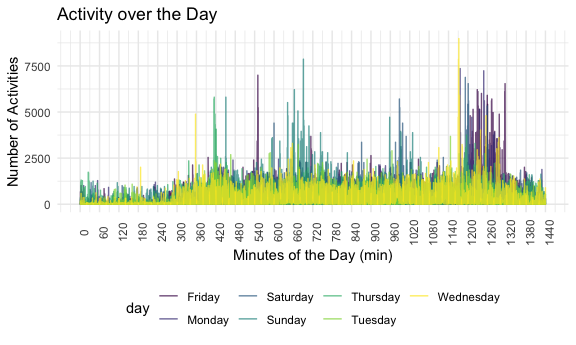 Activity over the Day
Number of Activities
7500
5000
2500
0
0 60 120 180 240 300 360 420 480 540 600 660 720 780 840 900 960 1020 1080 1140 1200 1260 1320 1380 1440
Minutes of the Day (min)
day
Friday Saturday Thursday Wednesday
Monday Sunday Tuesday